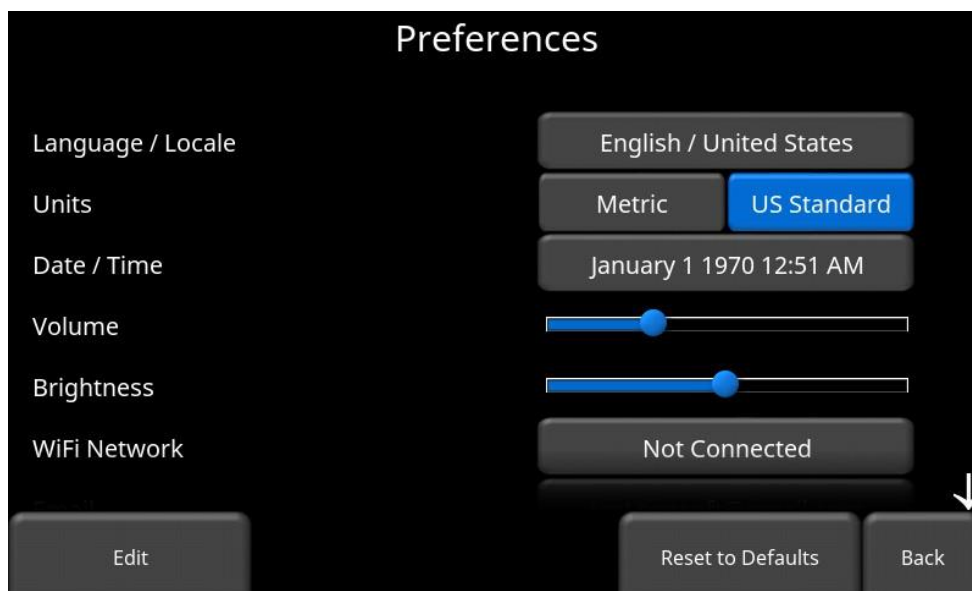 Preferences
Language / Locale English / United States
Units Metric US Standard
Date / Time January 1 1970 12:51 AM
Volume
Brightness
WiFi Network Not Connected
Edit Reset to Defaults Back